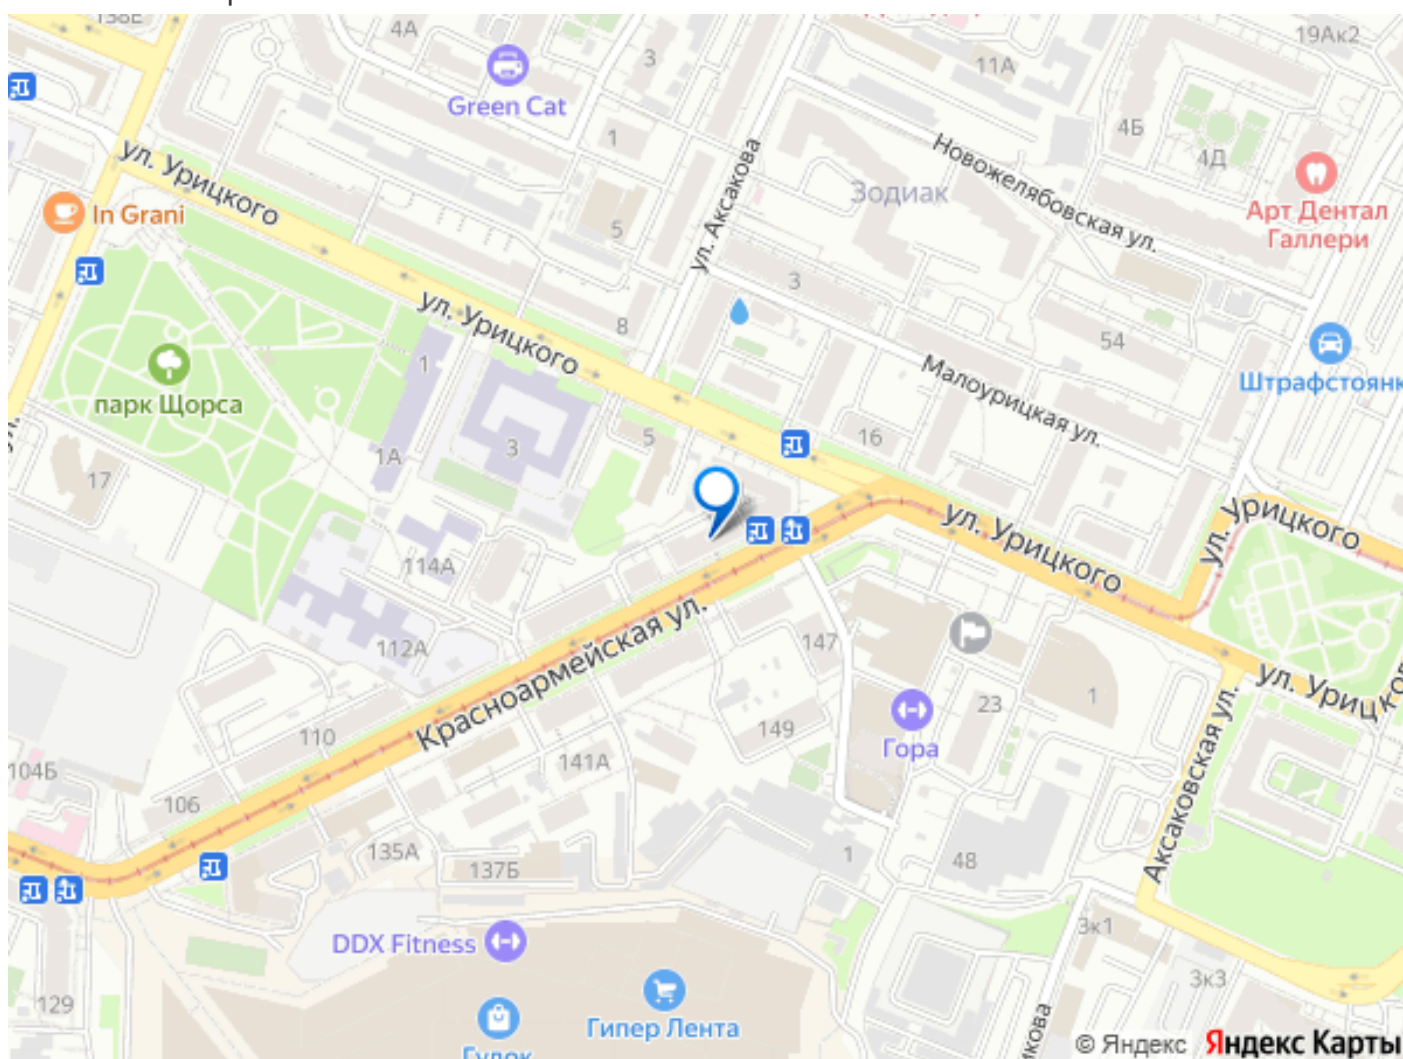 138Е
4А
3
11А
19Ак2
Green Cat
1
4Б
4Д
ул. Урицкого
ул. Аксакова
Новожелябовская ул.
Зодиак
Арт Дентал
Галлери
In Grani
5
3
8
ул. Урицкого
54
Малоурицкая ул.
Штрафстоянк
1
парк Щорса
16
5
3
1А
17
ул. Урицкого
ул. Урицкого
114А
112А
Красноармейская ул.
147
23
1
ул. Урицк
Гора
149
110
141А
104Б
106
Аксаковская ул.
135А
137Б
1
48
DDX Fitness
3к1
3к3
129
Гипер Лента
Гудок
© Яндекс Яндекс Карты